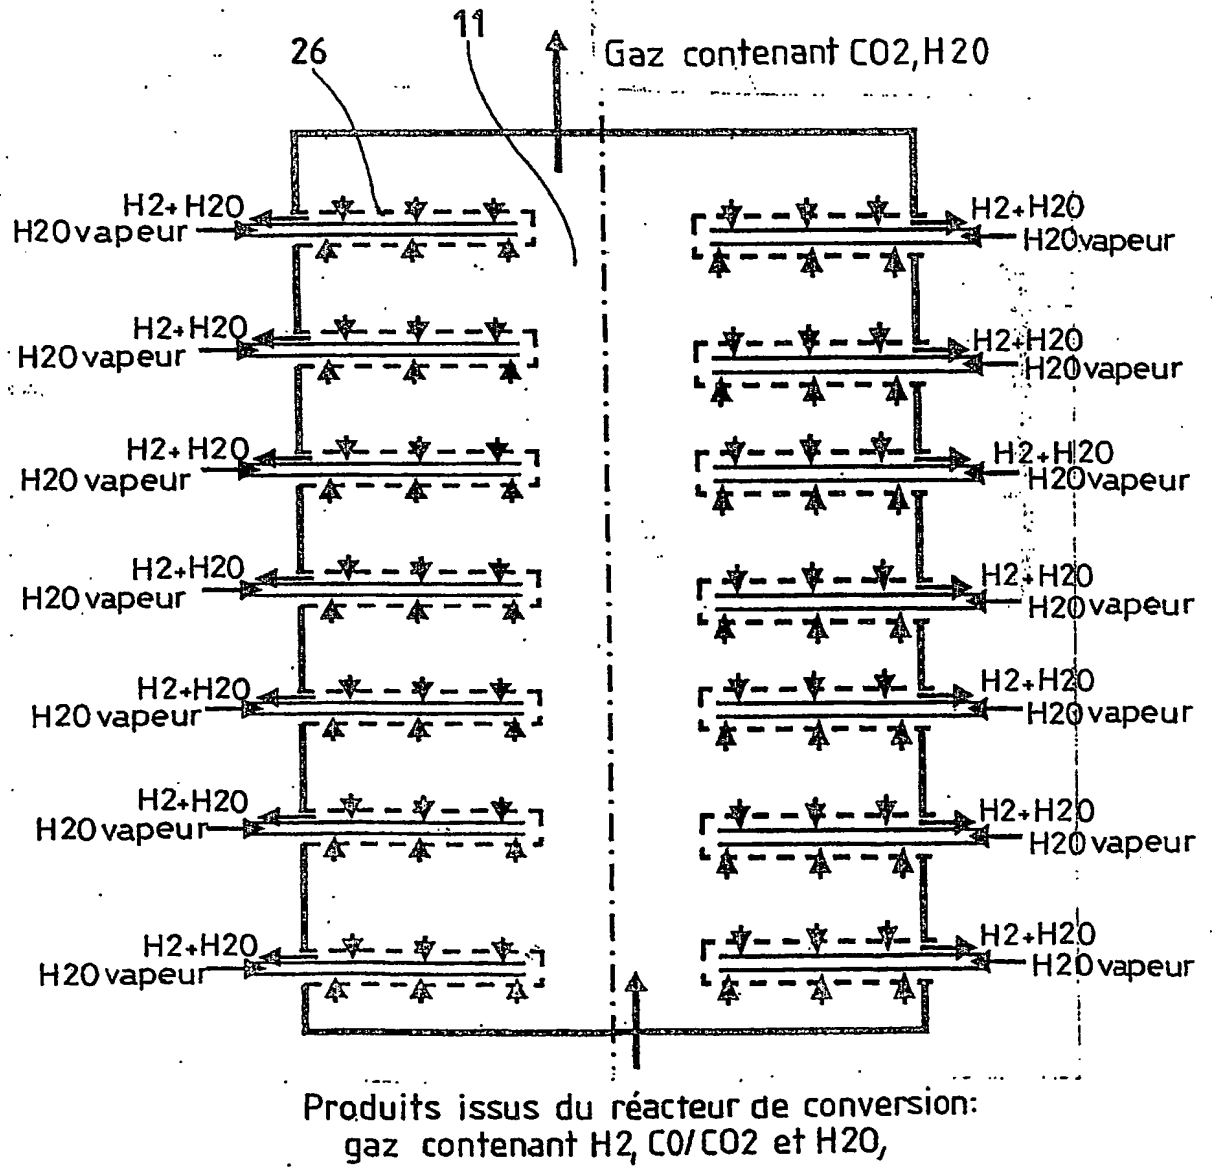 11
26
Gaz contenant CO2,H20
H2+H20
H20 vapeur
H2+H20
H20 vapeur
H2+H20
H20 vapeur
H2+H20
H20 vapeur
H2+H20
H20 vapeur
H2+H20
H20 vapeur
H2+H20
H20 vapeur
H2+H20
H20 vapeur
H2+H20
H20 vapeur
H2+H20
H20 vapeur
H2+H20
H20 vapeur
H2+H20
H20 vapeur
H2+H20
H20 vapeur
H2+H20
H20 vapeur
Produits issus du réacteur de conversion:
gaz contenant H2, CO/CO2 et H20,